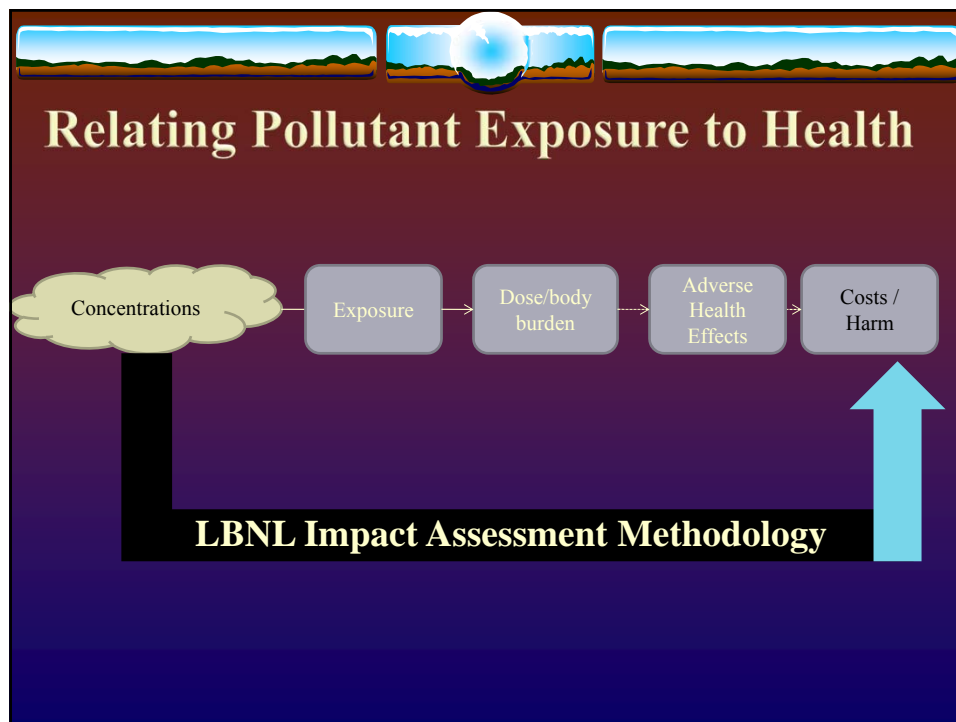 Relating Pollutant Exposure to Health
Concentrations
Exposure
Dose/body
burden
Adverse
Health
Effects
Costs /
Harm
LBNL Impact Assessment Methodology